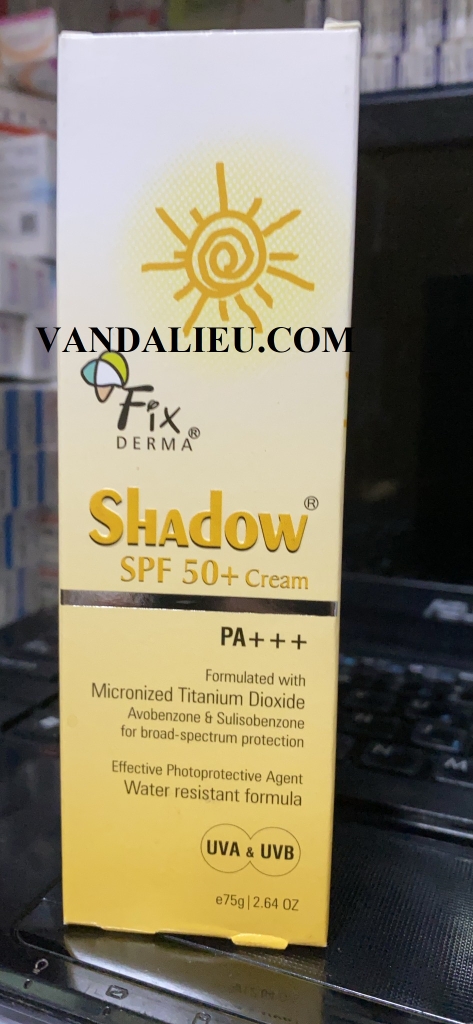 VANDALIEU.COM
Fix
DERMA®
SHAdOW®
SPF 50+ Cream
PA+++
Formulated with
Micronized Titanium Dioxide
Avobenzone & Sulisobenzone
for broad-spectrum protection
Effective Photoprotective Agent
Water resistant formula
UVA & UVB
e75g | 2.64 OZ